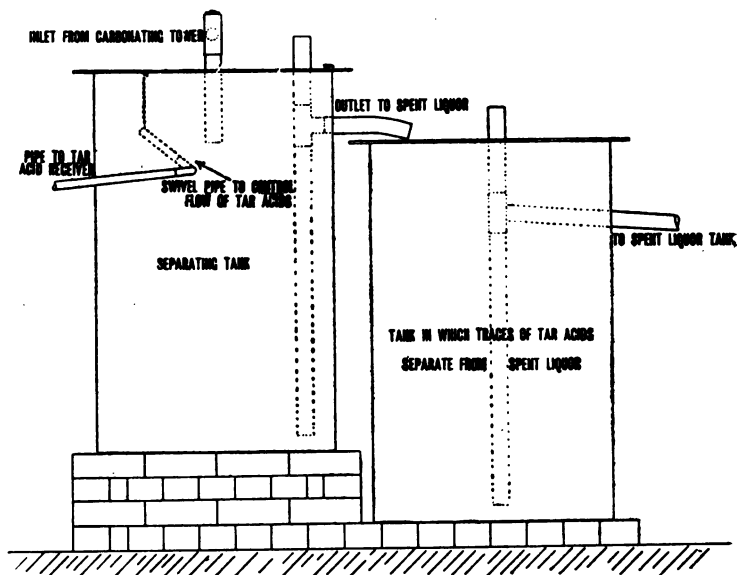 INLET FROM CARBONATING TOWER
OUTLET TO SPENT LIQUOR
PIPE TO TAR
ACID RECEIVER
SWIVEL PIPE TO CONTROL
FLOW OF TAR ACIDS
SEPARATING TANK
TO SPENT LIQUOR TANK.
TANK IN WHICH TRACES OF TAR ACIDS
SEPARATE FROM SPENT LIQUOR